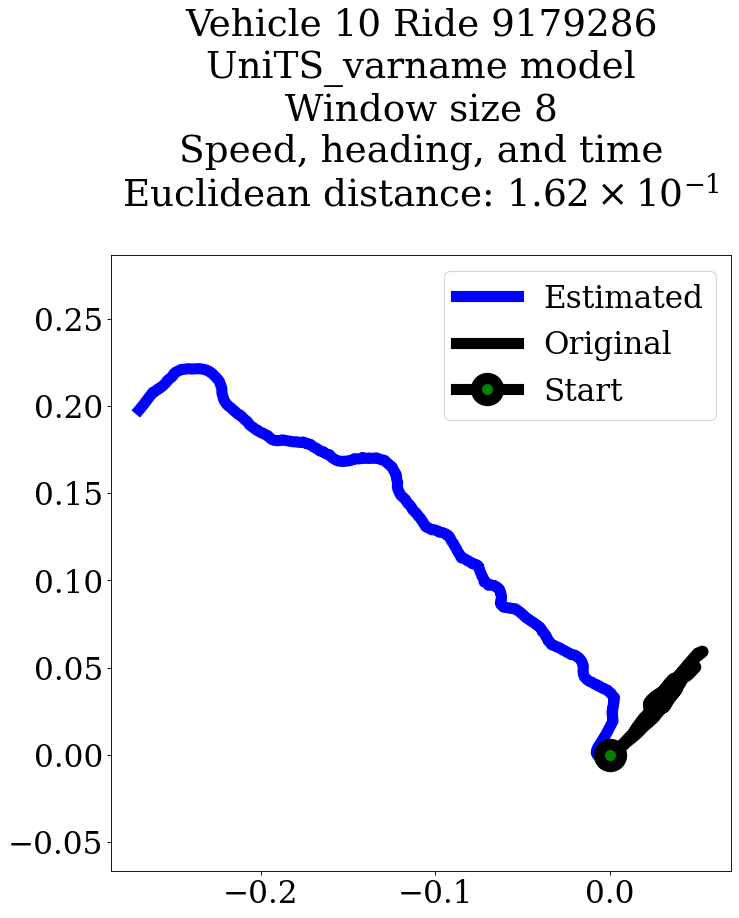 Vehicle 10 Ride 9179286
UniTS_varname model
Window size 8
Speed, heading, and time
Euclidean distance: $1.62 \times 10^{-1}$
Estimated
Original
Start
0.25
0.20
0.15
0.10
0.05
0.00
−0.05
−0.2 −0.1 0.0